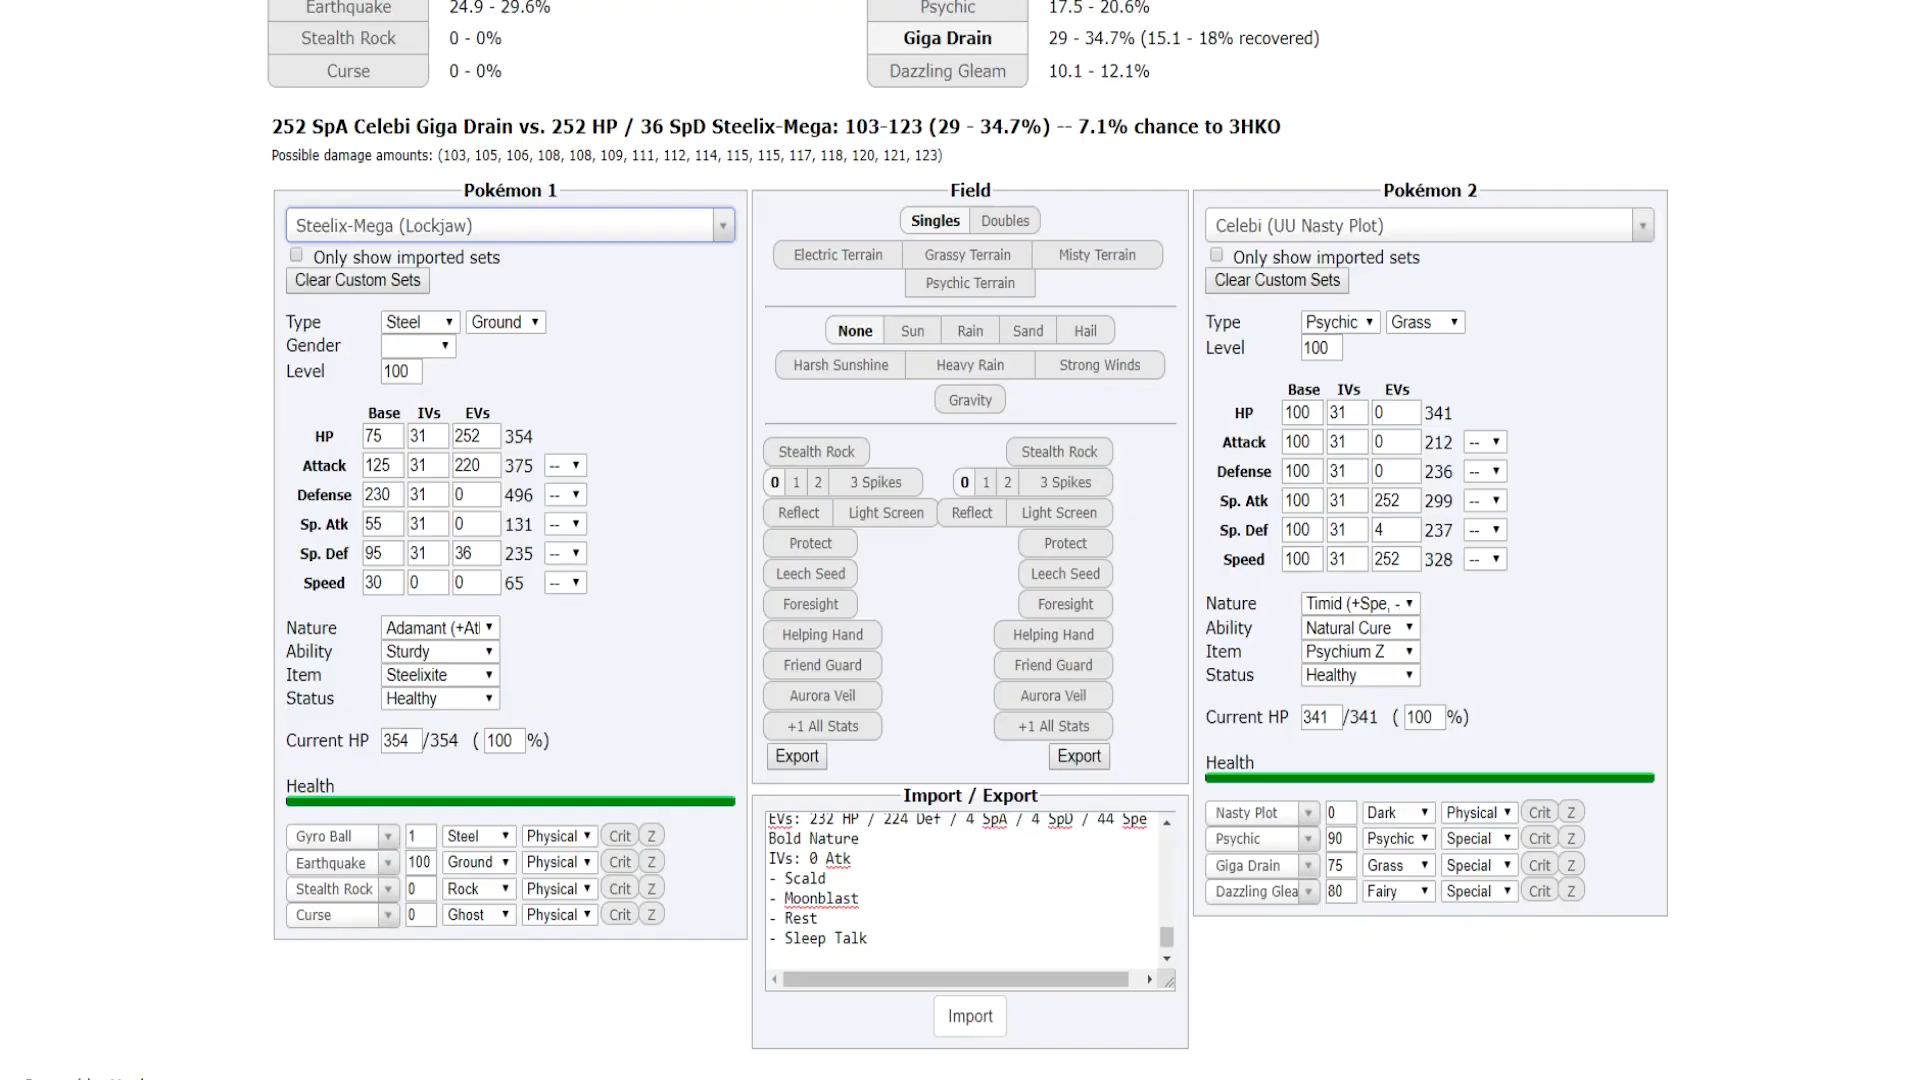 Earthquake 24.9 - 29.6% Psychic 17.5 - 20.6%
Stealth Rock 0 - 0% Giga Drain 29 - 34.7% (15.1 - 18% recovered)
Curse 0 - 0% Dazzling Gleam 10.1 - 12.1%
252 SpA Celebi Giga Drain vs. 252 HP / 36 SpD Steelix-Mega: 103-123 (29 - 34.7%) -- 7.1% chance to 3HKO
Possible damage amounts: (103, 105, 106, 108, 108, 109, 111, 112, 114, 115, 115, 117, 118, 120, 121, 123)
Pokémon 1
Steelix-Mega (Lockjaw)
Only show imported sets
Clear Custom Sets
Type Steel Ground
Gender
Level 100
Base IVs EVs
HP 75 31 252 354
Attack 125 31 220 375 --
Defense 230 31 0 496 --
Sp. Atk 55 31 0 131 --
Sp. Def 95 31 36 235 --
Speed 30 0 0 65 --
Nature Adamant (+At
Ability Sturdy
Item Steelixite
Status Healthy
Current HP 354 /354 ( 100 %)
Health
Gyro Ball 1 Steel Physical Crit Z
Earthquake 100 Ground Physical Crit Z
Stealth Rock 0 Rock Physical Crit Z
Curse 0 Ghost Physical Crit Z
Field
Singles Doubles
Electric Terrain Grassy Terrain Misty Terrain
Psychic Terrain
None Sun Rain Sand Hail
Harsh Sunshine Heavy Rain Strong Winds
Gravity
Stealth Rock Stealth Rock
0 1 2 3 Spikes 0 1 2 3 Spikes
Reflect Light Screen Reflect Light Screen
Protect Protect
Leech Seed Leech Seed
Foresight Foresight
Helping Hand Helping Hand
Friend Guard Friend Guard
Aurora Veil Aurora Veil
+1 All Stats +1 All Stats
Export Export
Import / Export
EVs: 232 HP / 224 Def / 4 SpA / 4 SpD / 44 Spe
Bold Nature
IVs: 0 Atk
- Scald
- Moonblast
- Rest
- Sleep Talk
Import
Pokémon 2
Celebi (UU Nasty Plot)
Only show imported sets
Clear Custom Sets
Type Psychic Grass
Level 100
Base IVs EVs
HP 100 31 0 341
Attack 100 31 0 212 --
Defense 100 31 0 236 --
Sp. Atk 100 31 252 299 --
Sp. Def 100 31 4 237 --
Speed 100 31 252 328 --
Nature Timid (+Spe, -
Ability Natural Cure
Item Psychium Z
Status Healthy
Current HP 341 /341 ( 100 %)
Health
Nasty Plot 0 Dark Physical Crit Z
Psychic 90 Psychic Special Crit Z
Giga Drain 75 Grass Special Crit Z
Dazzling Glea 80 Fairy Special Crit Z